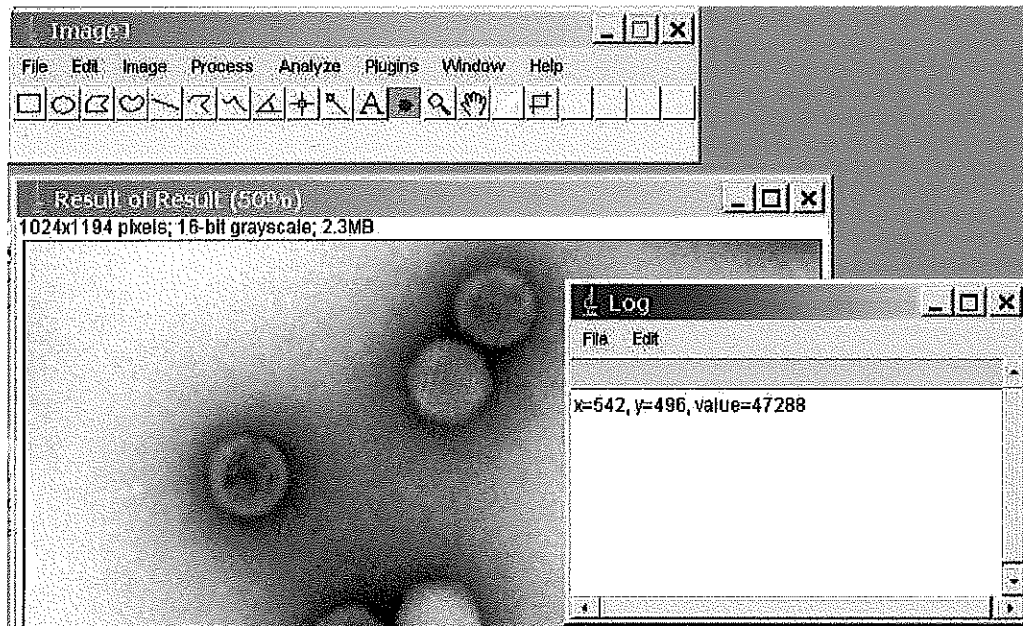 ImageJ
File Edit Image Process Analyze Plugins Window Help
A
Result of Result (50%)
1024x1194 pixels; 16-bit grayscale; 2.3MB
Log
File Edit
x=542, y=496, value=47288